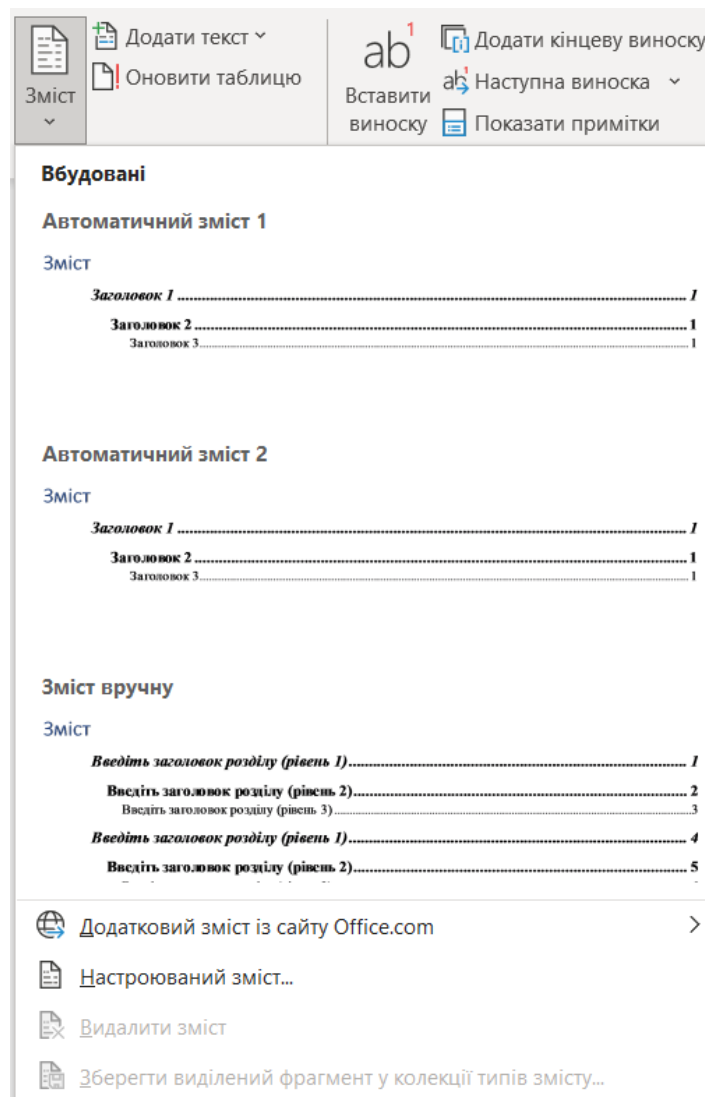 Зміст
Додати текст
Оновити таблицю
ab1
Вставити виноску
Додати кінцеву виноску
ab1 Наступна виноска
Показати примітки
Вбудовані
Автоматичний зміст 1
Зміст
Заголовок 1 ........ 1
Заголовок 2 ........ 1
Заголовок 3 ........ 1
Автоматичний зміст 2
Зміст
Заголовок 1 ........ 1
Заголовок 2 ........ 1
Заголовок 3 ........ 1
Зміст вручну
Зміст
Введіть заголовок розділу (рівень 1) ........ 1
Введіть заголовок розділу (рівень 2) ........ 2
Введіть заголовок розділу (рівень 3) ........ 3
Введіть заголовок розділу (рівень 1) ........ 4
Введіть заголовок розділу (рівень 2) ........ 5
Додатковий зміст із сайту Office.com
Настроюваний зміст...
Видалити зміст
Зберегти виділений фрагмент у колекції типів змісту...